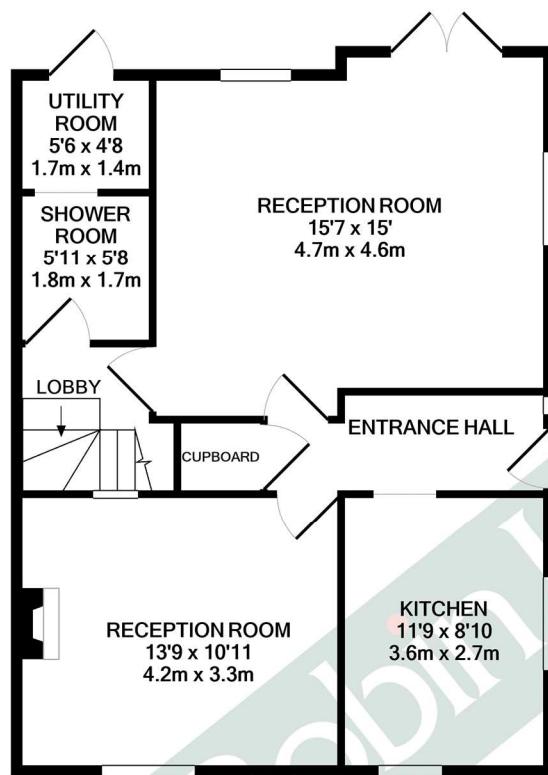 UTILITY
ROOM
5'6 x 4'8
1.7m x 1.4m
SHOWER
ROOM
5'11 x 5'8
1.8m x 1.7m
RECEPTION ROOM
15'7 x 15'
4.7m x 4.6m
LOBBY
CUPBOARD
ENTRANCE HALL
RECEPTION ROOM
13'9 x 10'11
4.2m x 3.3m
KITCHEN
11'9 x 8'10
3.6m x 2.7m
Robin